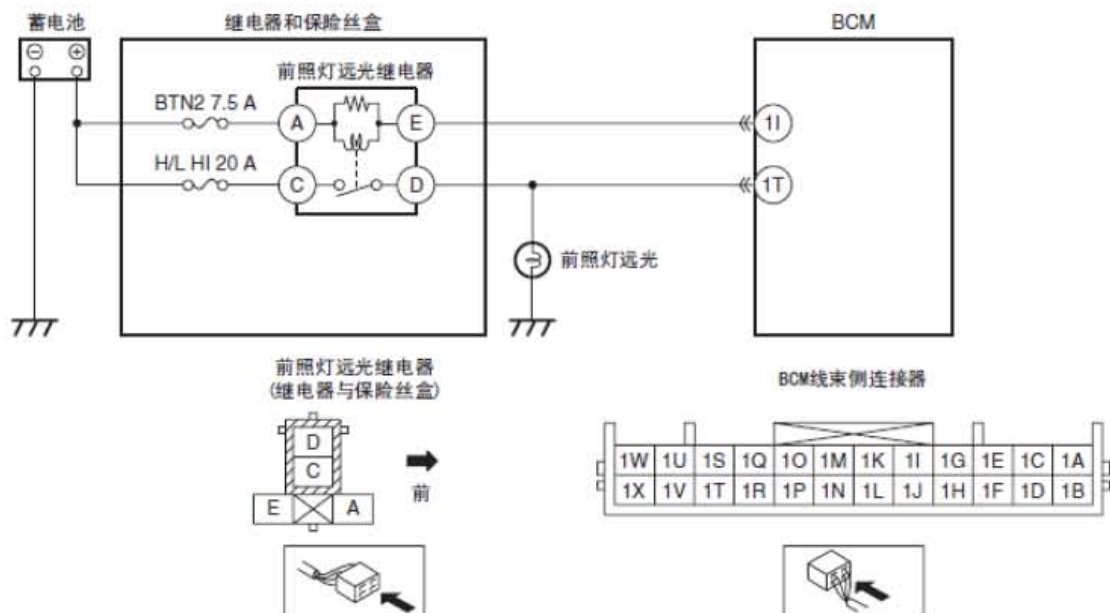 蓄电池
继电器和保险丝盒
BCM
前照灯远光继电器
BTN2 7.5 A
A
E
1I
H/L HI 20 A
C
D
1T
前照灯远光
前照灯远光继电器
(继电器与保险丝盒)
BCM线束侧连接器
D
C
E
A
前
1W 1U 1S 1Q 1O 1M 1K 1I 1G 1E 1C 1A
1X 1V 1T 1R 1P 1N 1L 1J 1H 1F 1D 1B